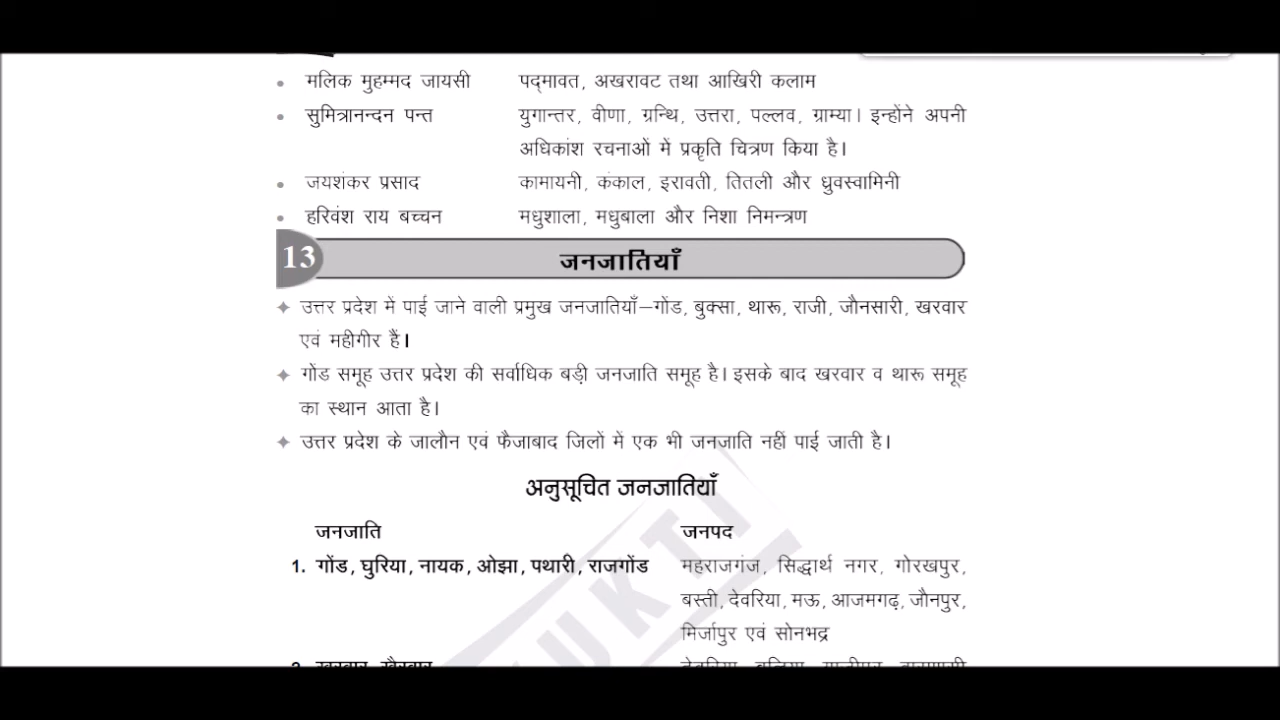 • मलिक मुहम्मद जायसी पद्मावत, अखरावट तथा आखिरी कलाम
• सुमित्रानन्दन पन्त युगान्तर, वीणा, ग्रन्थि, उत्तरा, पल्लव, ग्राम्या। इन्होंने अपनी
अधिकांश रचनाओं में प्रकृति चित्रण किया है।
• जयशंकर प्रसाद कामायनी, कंकाल, इरावती, तितली और ध्रुवस्वामिनी
• हरिवंश राय बच्चन मधुशाला, मधुबाला और निशा निमन्त्रण
13 जनजातियाँ
उत्तर प्रदेश में पाई जाने वाली प्रमुख जनजातियाँ–गोंड, बुक्सा, थारू, राजी, जौनसारी, खरवार
एवं महीगीर हैं।
गोंड समूह उत्तर प्रदेश की सर्वाधिक बड़ी जनजाति समूह है। इसके बाद खरवार व थारू समूह
का स्थान आता है।
उत्तर प्रदेश के जालौन एवं फैजाबाद जिलों में एक भी जनजाति नहीं पाई जाती है।
अनुसूचित जनजातियाँ
जनजाति जनपद
1. गोंड, घुरिया, नायक, ओझा, पथारी, राजगोंड महराजगंज, सिद्धार्थ नगर, गोरखपुर,
बस्ती, देवरिया, मऊ, आजमगढ़, जौनपुर,
मिर्जापुर एवं सोनभद्र
UKTI